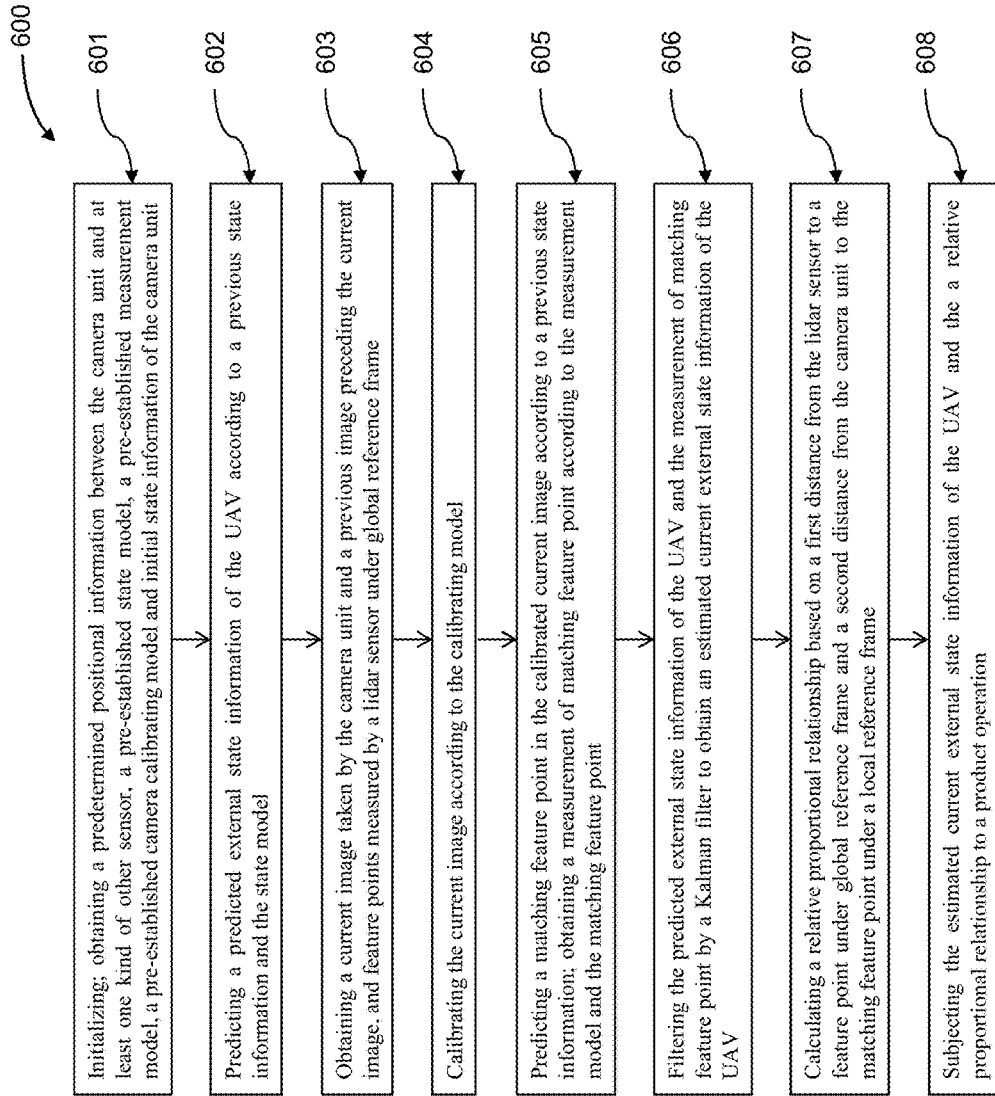 600
Initializing; obtaining a predetermined positional information between the camera unit and at
least one kind of other sensor, a pre-established state model, a pre-established measurement
model, a pre-established camera calibrating model and initial state information of the camera unit
601
Predicting a predicted external state information of the UAV according to a previous state
information and the state model
602
Obtaining a current image taken by the camera unit and a previous image preceding the current
image, and feature points measured by a lidar sensor under global reference frame
603
Calibrating the current image according to the calibrating model
604
Predicting a matching feature point in the calibrated current image according to a previous state
information; obtaining a measurement of matching feature point according to the measurement
model and the matching feature point
605
Filtering the predicted external state information of the UAV and the measurement of matching
feature point by a Kalman filter to obtain an estimated current external state information of the
UAV
606
Calculating a relative proportional relationship based on a first distance from the lidar sensor to a
feature point under global reference frame and a second distance from the camera unit to the
matching feature point under a local reference frame
607
Subjecting the estimated current external state information of the UAV and the a relative
proportional relationship to a product operation
608